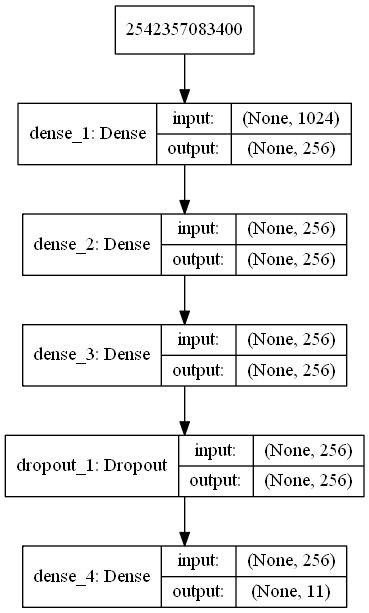 2542357083400
dense_1: Dense
input: (None, 1024)
output: (None, 256)
dense_2: Dense
input: (None, 256)
output: (None, 256)
dense_3: Dense
input: (None, 256)
output: (None, 256)
dropout_1: Dropout
input: (None, 256)
output: (None, 256)
dense_4: Dense
input: (None, 256)
output: (None, 11)